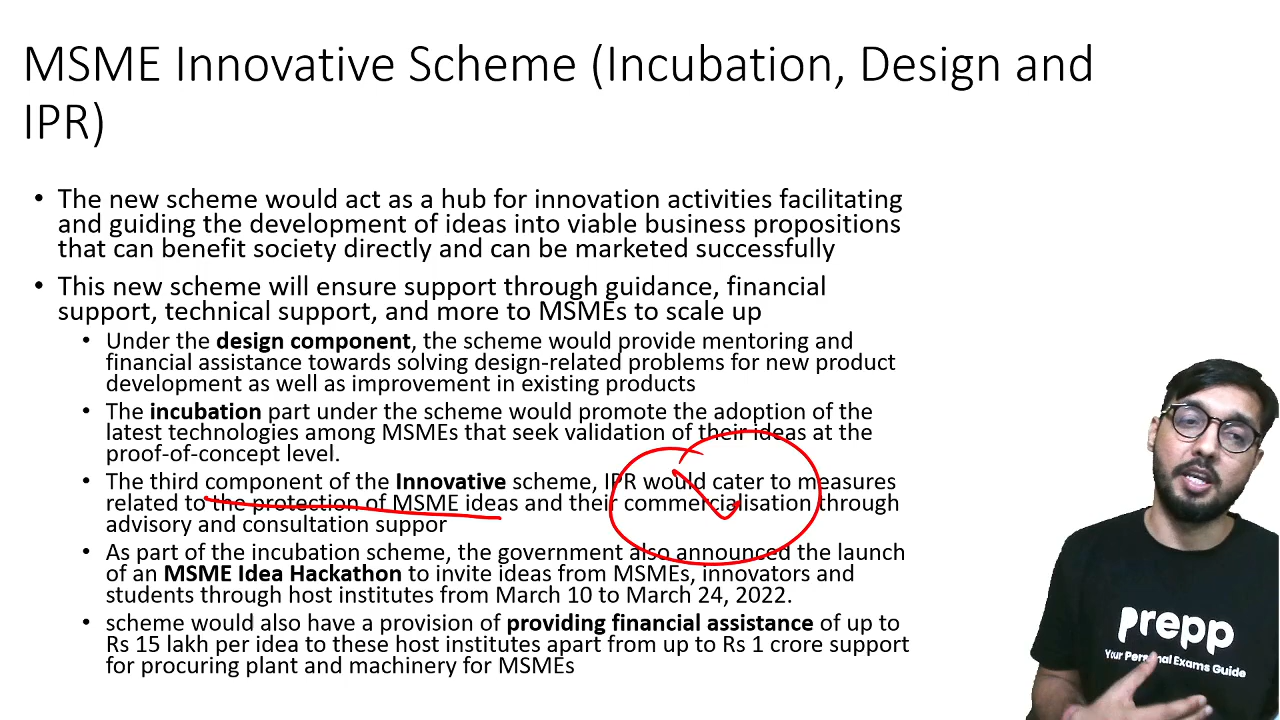 MSME Innovative Scheme (Incubation, Design and
IPR)
• The new scheme would act as a hub for innovation activities facilitating
and guiding the development of ideas into viable business propositions
that can benefit society directly and can be marketed successfully
• This new scheme will ensure support through guidance, financial
support, technical support, and more to MSMEs to scale up
• Under the design component, the scheme would provide mentoring and
financial assistance towards solving design-related problems for new product
development as well as improvement in existing products
• The incubation part under the scheme would promote the adoption of the
latest technologies among MSMEs that seek validation of their ideas at the
proof-of-concept level.
• The third component of the Innovative scheme, IPR would cater to measures
related to the protection of MSME ideas and their commercialisation through
advisory and consultation suppor
• As part of the incubation scheme, the government also announced the launch
of an MSME Idea Hackathon to invite ideas from MSMEs, innovators and
students through host institutes from March 10 to March 24, 2022.
• scheme would also have a provision of providing financial assistance of up to
Rs 15 lakh per idea to these host institutes apart from up to Rs 1 crore support
for procuring plant and machinery for MSMEs
prepp
Your Personal Exams Guide